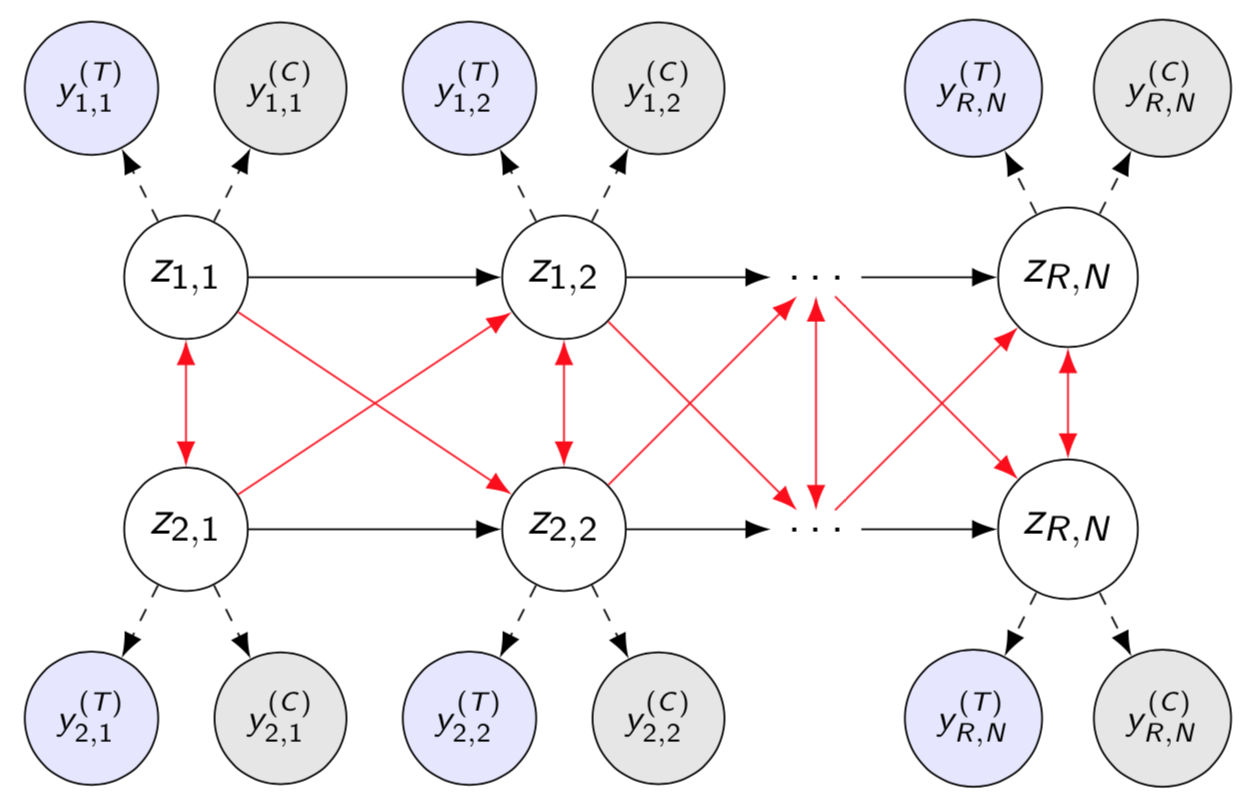 y_{1,1}^{(T)} y_{1,1}^{(C)} y_{1,2}^{(T)} y_{1,2}^{(C)} y_{R,N}^{(T)} y_{R,N}^{(C)}
z_{1,1} z_{1,2} · · · z_{R,N}
z_{2,1} z_{2,2} · · · z_{R,N}
y_{2,1}^{(T)} y_{2,1}^{(C)} y_{2,2}^{(T)} y_{2,2}^{(C)} y_{R,N}^{(T)} y_{R,N}^{(C)}